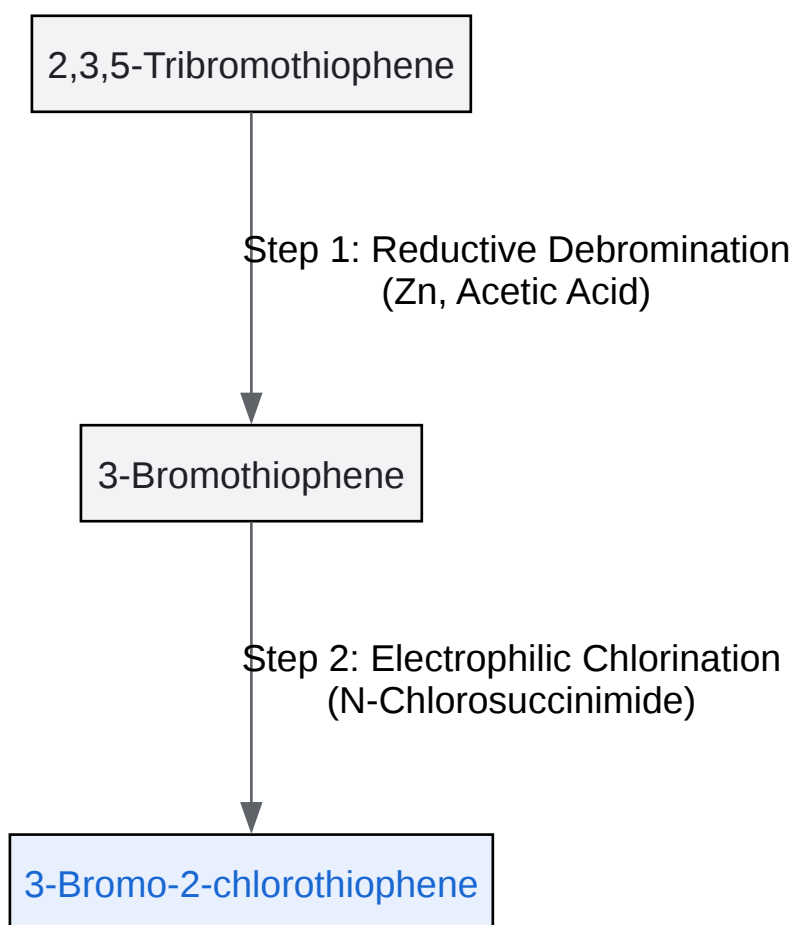 2,3,5-Tribromothiophene
Step 1: Reductive Debromination
(Zn, Acetic Acid)
3-Bromothiophene
Step 2: Electrophilic Chlorination
(N-Chlorosuccinimide)
3-Bromo-2-chlorothiophene